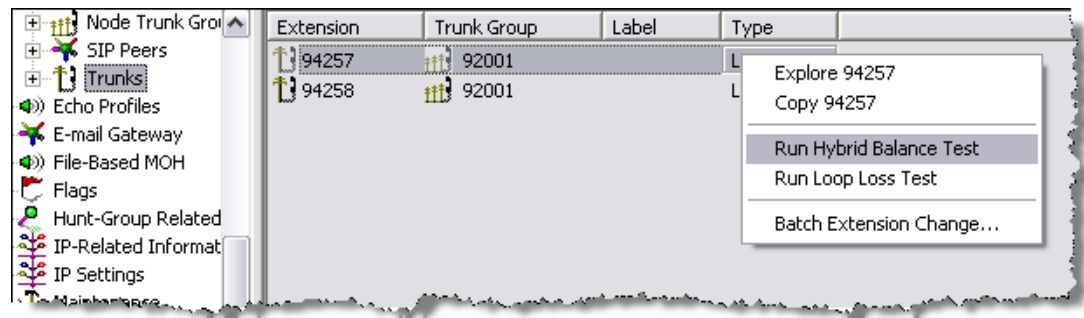 Node Trunk Grou
SIP Peers
Trunks
Echo Profiles
E-mail Gateway
File-Based MOH
Flags
Hunt-Group Related
IP-Related Informat
IP Settings
Maintenance
Extension Trunk Group Label Type
94257 92001 L
94258 92001 L
Explore 94257
Copy 94257
Run Hybrid Balance Test
Run Loop Loss Test
Batch Extension Change...